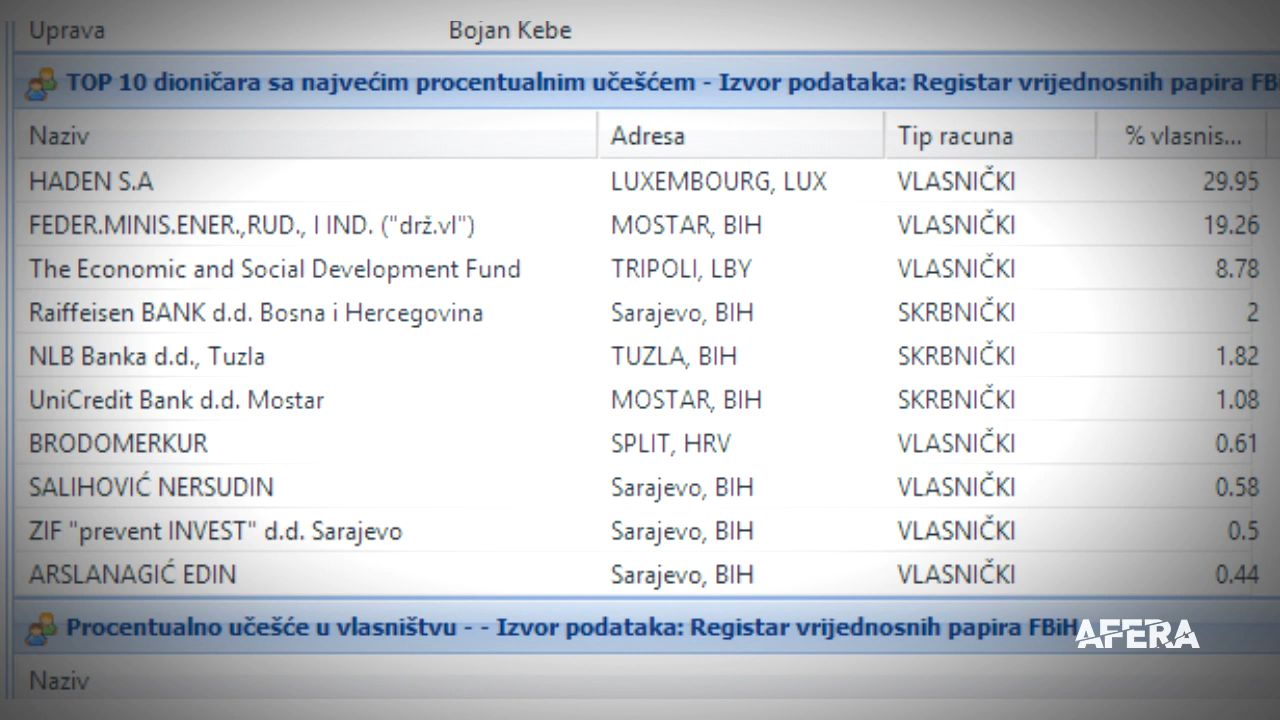 Uprava Bojan Kebe
TOP 10 dioničara sa najvećim procentualnim učešćem - Izvor podataka: Registar vrijednosnih papira FB
Naziv Adresa Tip racuna % vlasnis...
HADEN S.A LUXEMBOURG, LUX VLASNIČKI 29.95
FEDER.MINIS.ENER.,RUD., I IND. ("drž.vl") MOSTAR, BIH VLASNIČKI 19.26
The Economic and Social Development Fund TRIPOLI, LBY VLASNIČKI 8.78
Raiffeisen BANK d.d. Bosna i Hercegovina Sarajevo, BIH SKRBNIČKI 2
NLB Banka d.d., Tuzla TUZLA, BIH SKRBNIČKI 1.82
UniCredit Bank d.d. Mostar MOSTAR, BIH SKRBNIČKI 1.08
BRODOMERKUR SPLIT, HRV VLASNIČKI 0.61
SALIHOVIĆ NERSUDIN Sarajevo, BIH VLASNIČKI 0.58
ZIF "prevent INVEST" d.d. Sarajevo Sarajevo, BIH VLASNIČKI 0.5
ARSLANAGIĆ EDIN Sarajevo, BIH VLASNIČKI 0.44
Procentualno učešće u vlasništvu - - Izvor podataka: Registar vrijednosnih papira FBiH
AFERA
Naziv